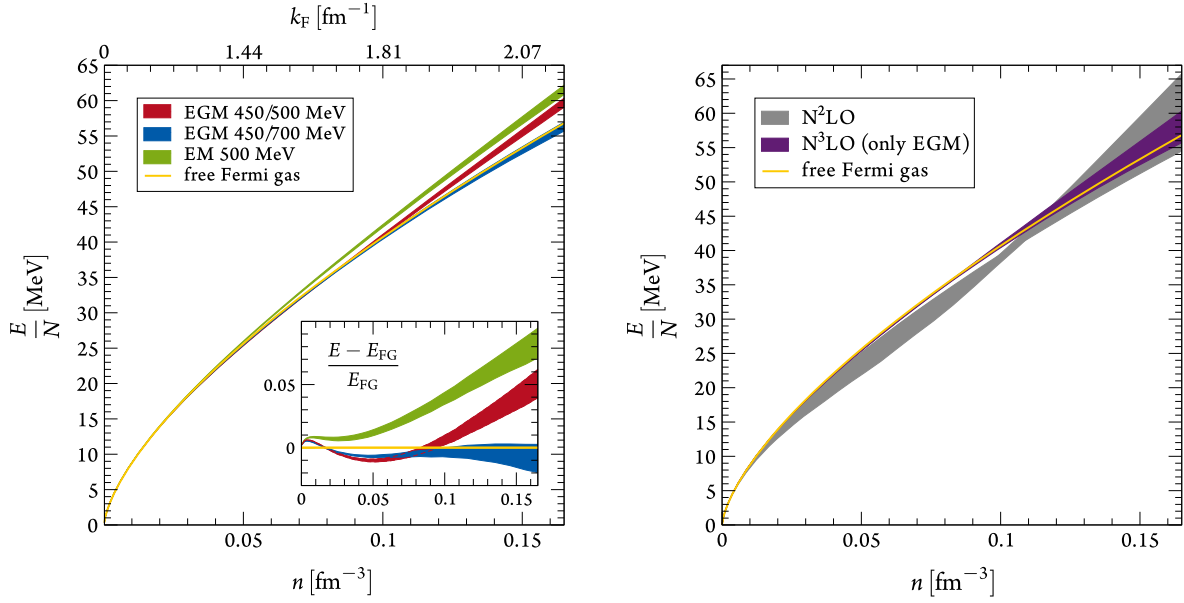 k_F [fm⁻¹]
0 1.44 1.81 2.07
65
60
55
50
45
40
35
30
25
20
15
10
5
0
E/N [MeV]
EGM 450/500 MeV
EGM 450/700 MeV
EM 500 MeV
free Fermi gas
E − E_FG
E_FG
0.05
0
0 0.05 0.1 0.15
0.05 0.1 0.15
n [fm⁻³]
65
60
55
50
45
40
35
30
25
20
15
10
5
0
E/N [MeV]
N²LO
N³LO (only EGM)
free Fermi gas
0 0.05 0.1 0.15
n [fm⁻³]